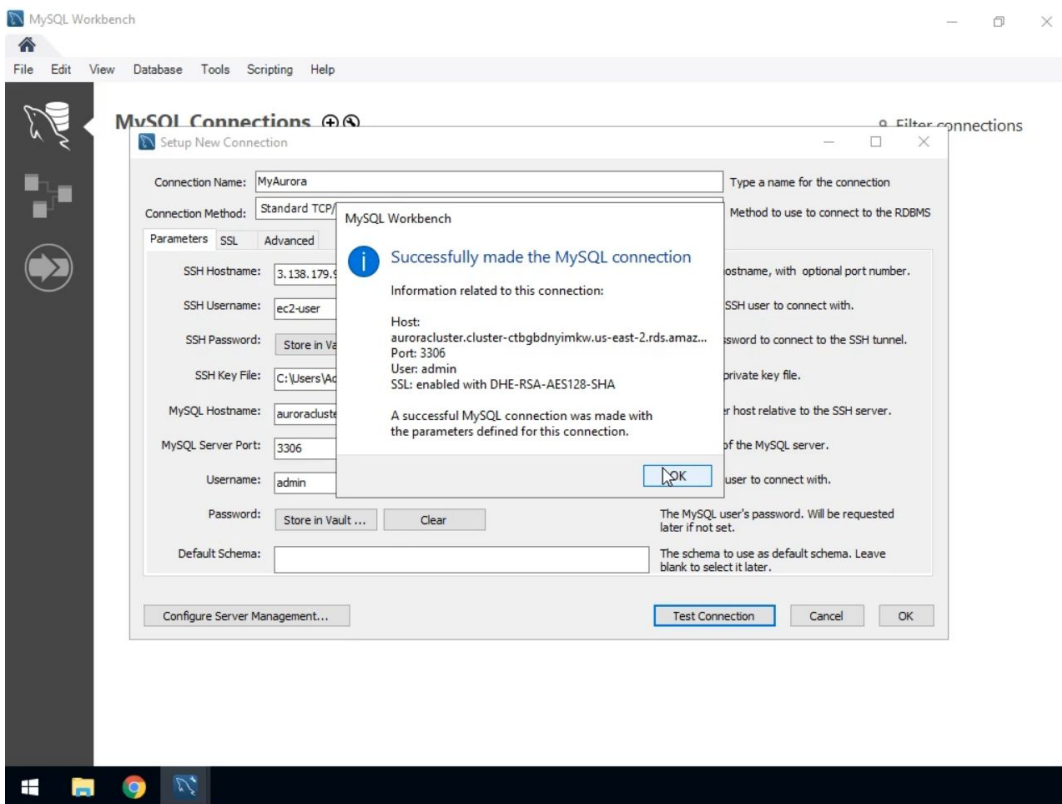 MySQL Workbench
File Edit View Database Tools Scripting Help
MySQL Connections
Filter connections
Setup New Connection
Connection Name: MyAurora Type a name for the connection
Connection Method: Standard TCP/ Method to use to connect to the RDBMS
Parameters SSL Advanced
SSH Hostname: 3.138.179.9 ostname, with optional port number.
SSH Username: ec2-user SSH user to connect with.
SSH Password: Store in Va ssword to connect to the SSH tunnel.
SSH Key File: C:\Users\Ad private key file.
MySQL Hostname: auroracluste r host relative to the SSH server.
MySQL Server Port: 3306 of the MySQL server.
Username: admin user to connect with.
Password: Store in Vault ... Clear The MySQL user's password. Will be requested
later if not set.
Default Schema: The schema to use as default schema. Leave
blank to select it later.
Configure Server Management... Test Connection Cancel OK
MySQL Workbench
Successfully made the MySQL connection
Information related to this connection:
Host:
auroracluster.cluster-ctbgbdnyimkw.us-east-2.rds.amaz...
Port: 3306
User: admin
SSL: enabled with DHE-RSA-AES128-SHA
A successful MySQL connection was made with
the parameters defined for this connection.
OK